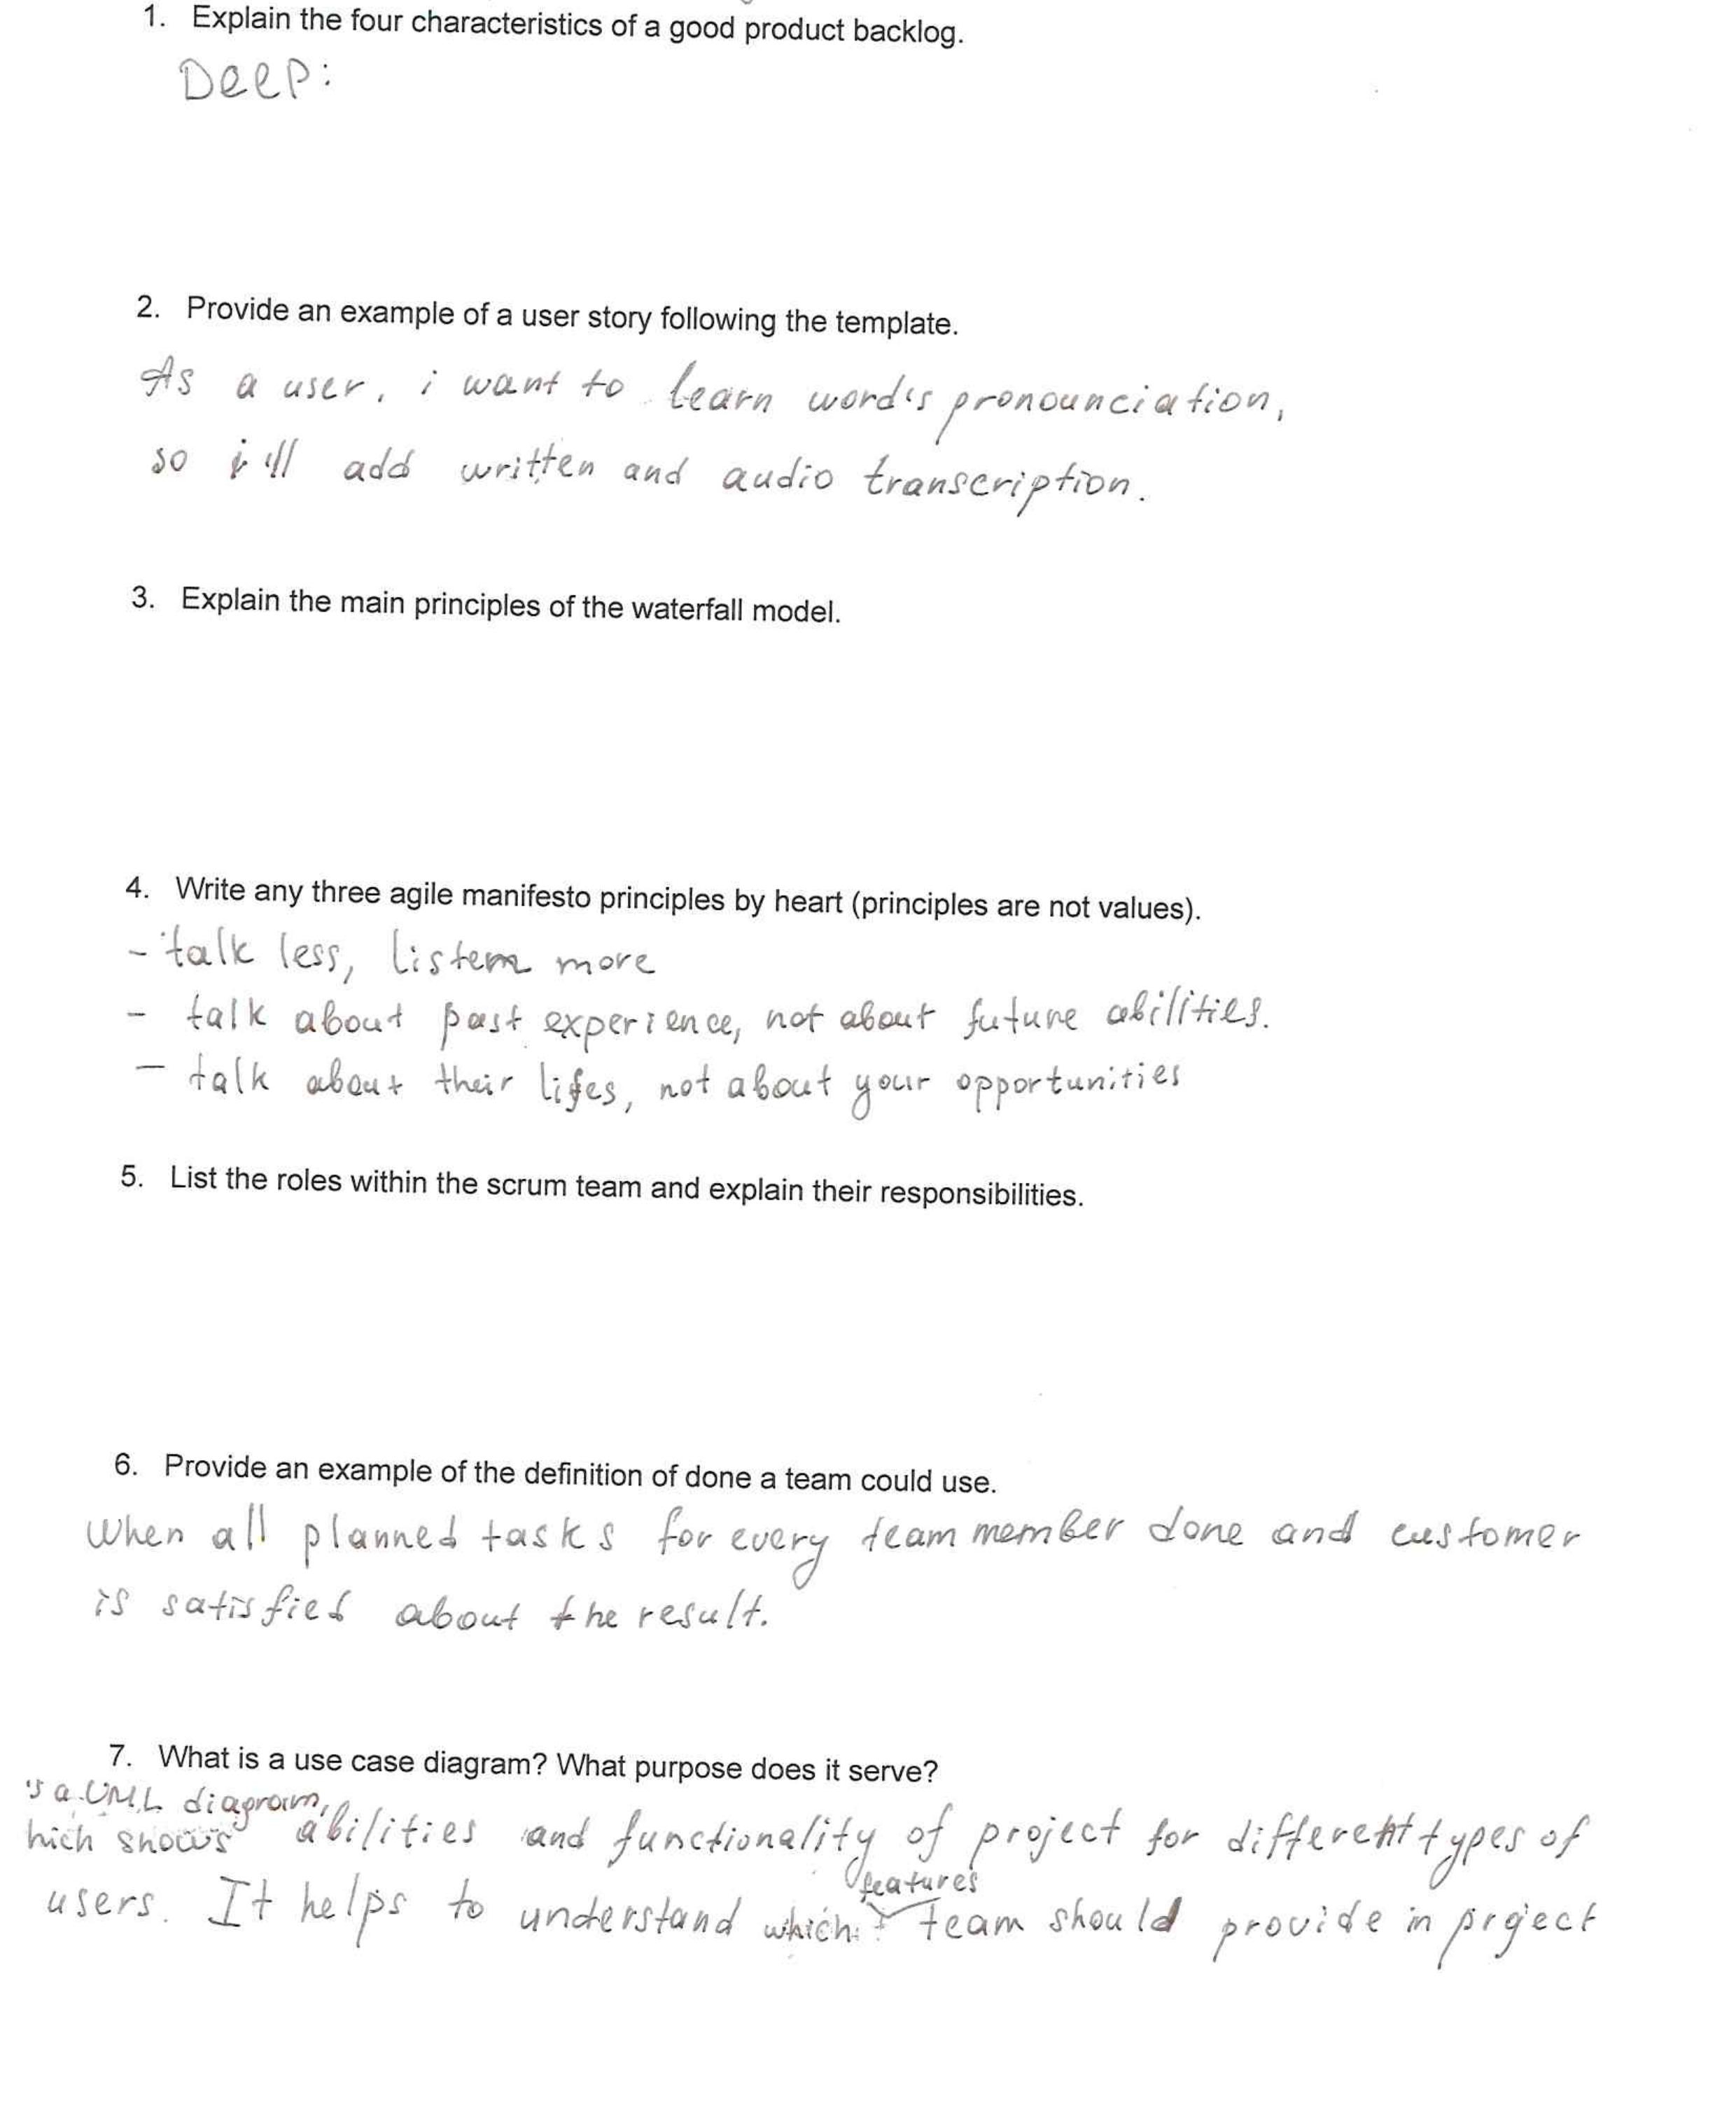 1. Explain the four characteristics of a good product backlog.
Deep:
2. Provide an example of a user story following the template.
As a user, i want to learn word's pronounciation,
so i'll add written and audio transcription.
3. Explain the main principles of the waterfall model.
4. Write any three agile manifesto principles by heart (principles are not values).
- talk less, listem more
- talk about past experience, not about future abilities.
- talk about their lifes, not about your opportunities
5. List the roles within the scrum team and explain their responsibilities.
6. Provide an example of the definition of done a team could use.
When all planned tasks for every team member done and customer
is satisfied about the result.
7. What is a use case diagram? What purpose does it serve?
's a UML diagram,
hich shows abilities and functionality of project for different types of
features
users. It helps to understand which team should provide in project